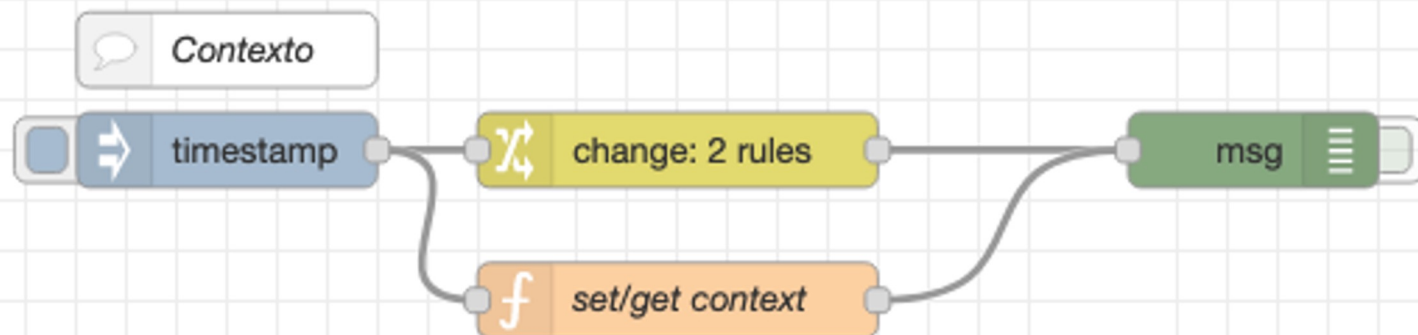 Contexto
timestamp
change: 2 rules
msg
set/get context